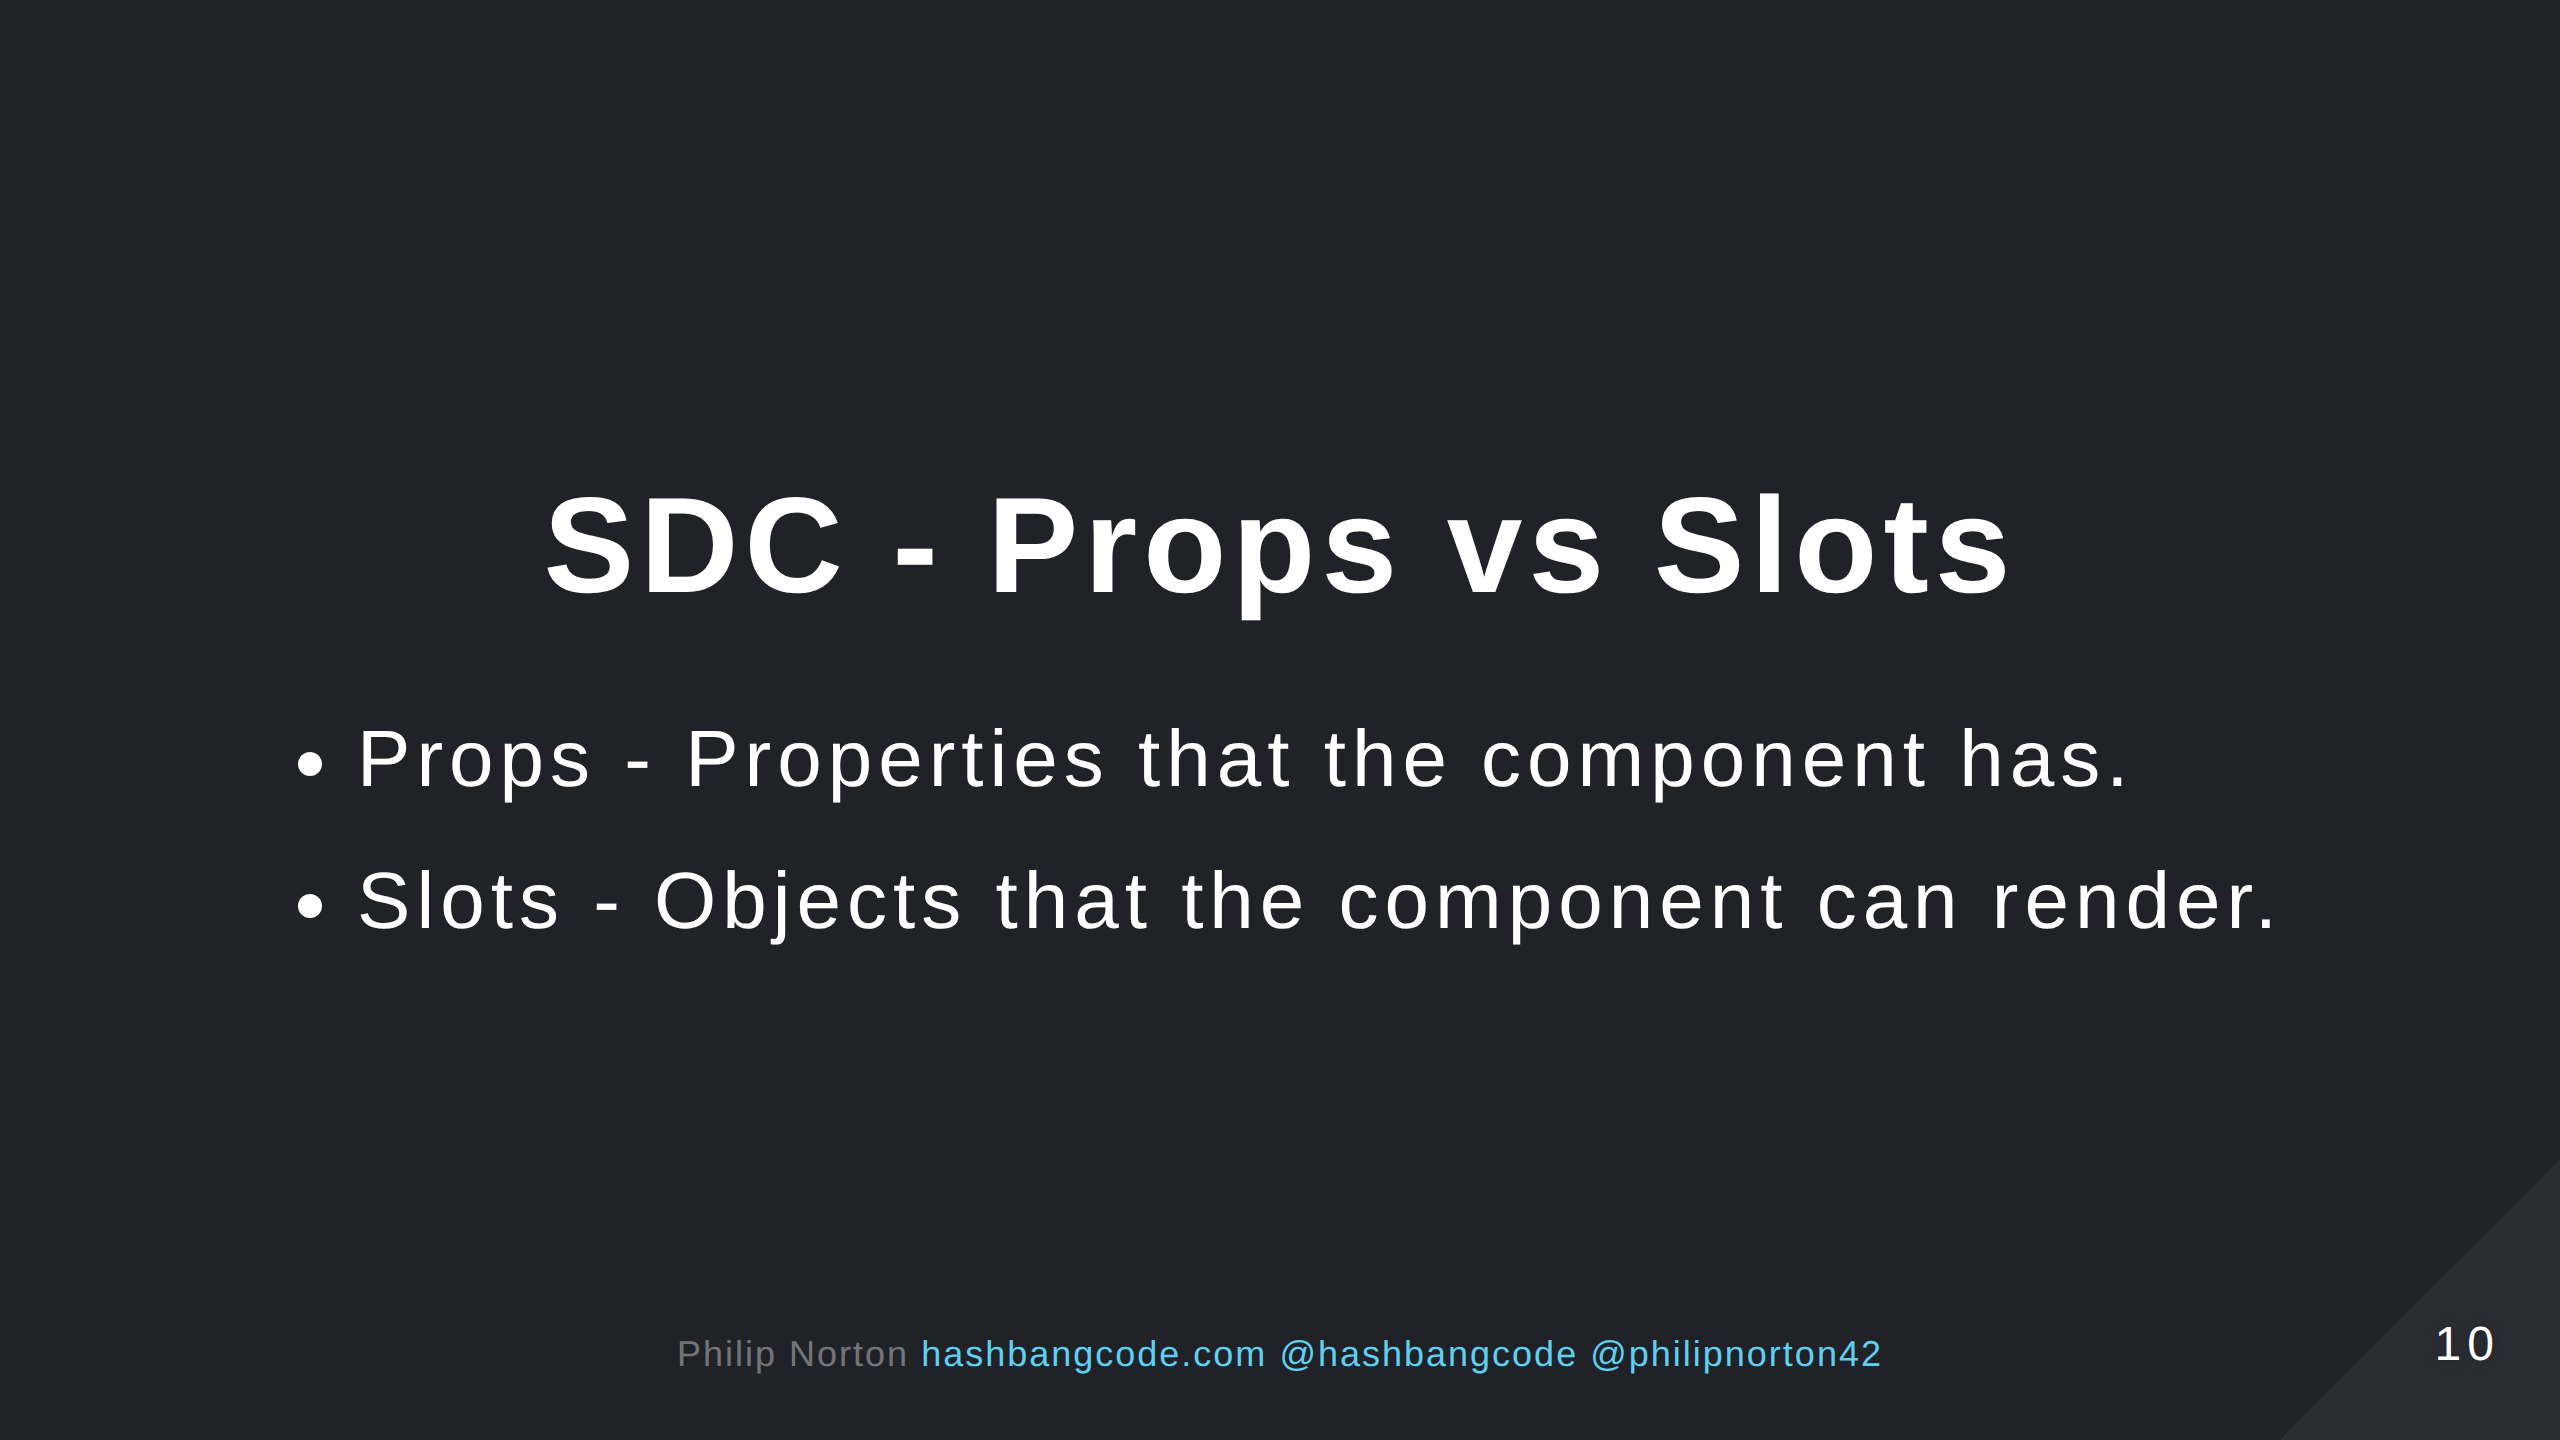 SDC - Props vs Slots
• Props - Properties that the component has.
• Slots - Objects that the component can render.
Philip Norton hashbangcode.com @hashbangcode @philipnorton42
10